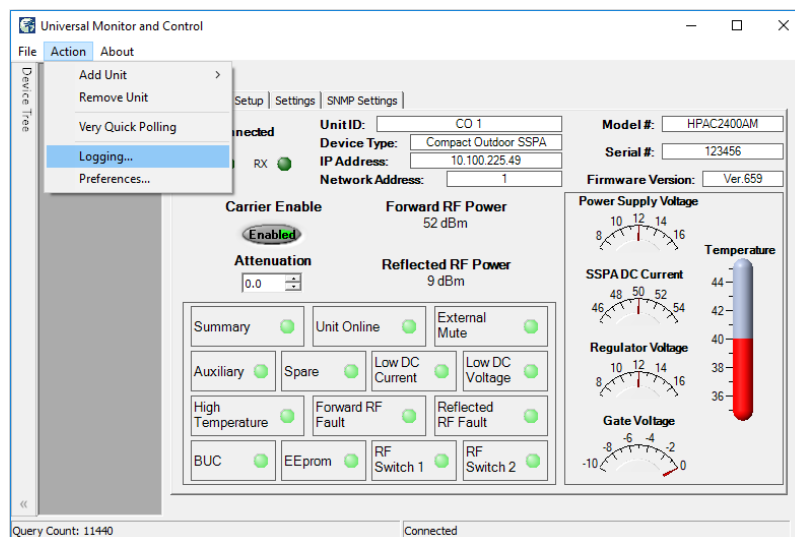 Universal Monitor and Control
File Action About
Device Tree
Add Unit
Remove Unit
Very Quick Polling
Logging...
Preferences...
Setup Settings SNMP Settings
RX
Unit ID: CO 1
Device Type: Compact Outdoor SSPA
IP Address: 10.100.225.49
Network Address: 1
Model #: HPAC2400AM
Serial #: 123456
Firmware Version: Ver.659
Carrier Enable
Enabled
Attenuation
0.0
Forward RF Power
52 dBm
Reflected RF Power
9 dBm
Summary
Unit Online
External
Mute
Auxiliary
Spare
Low DC
Current
Low DC
Voltage
High
Temperature
Forward RF
Fault
Reflected
RF Fault
BUC
EEprom
RF
Switch 1
RF
Switch 2
Power Supply Voltage
8 10 12 14 16
SSPA DC Current
46 48 50 52 54
Regulator Voltage
8 10 12 14 16
Gate Voltage
-10 -8 -6 -4 -2 0
Temperature
44
42
40
38
36
Query Count: 11440
Connected